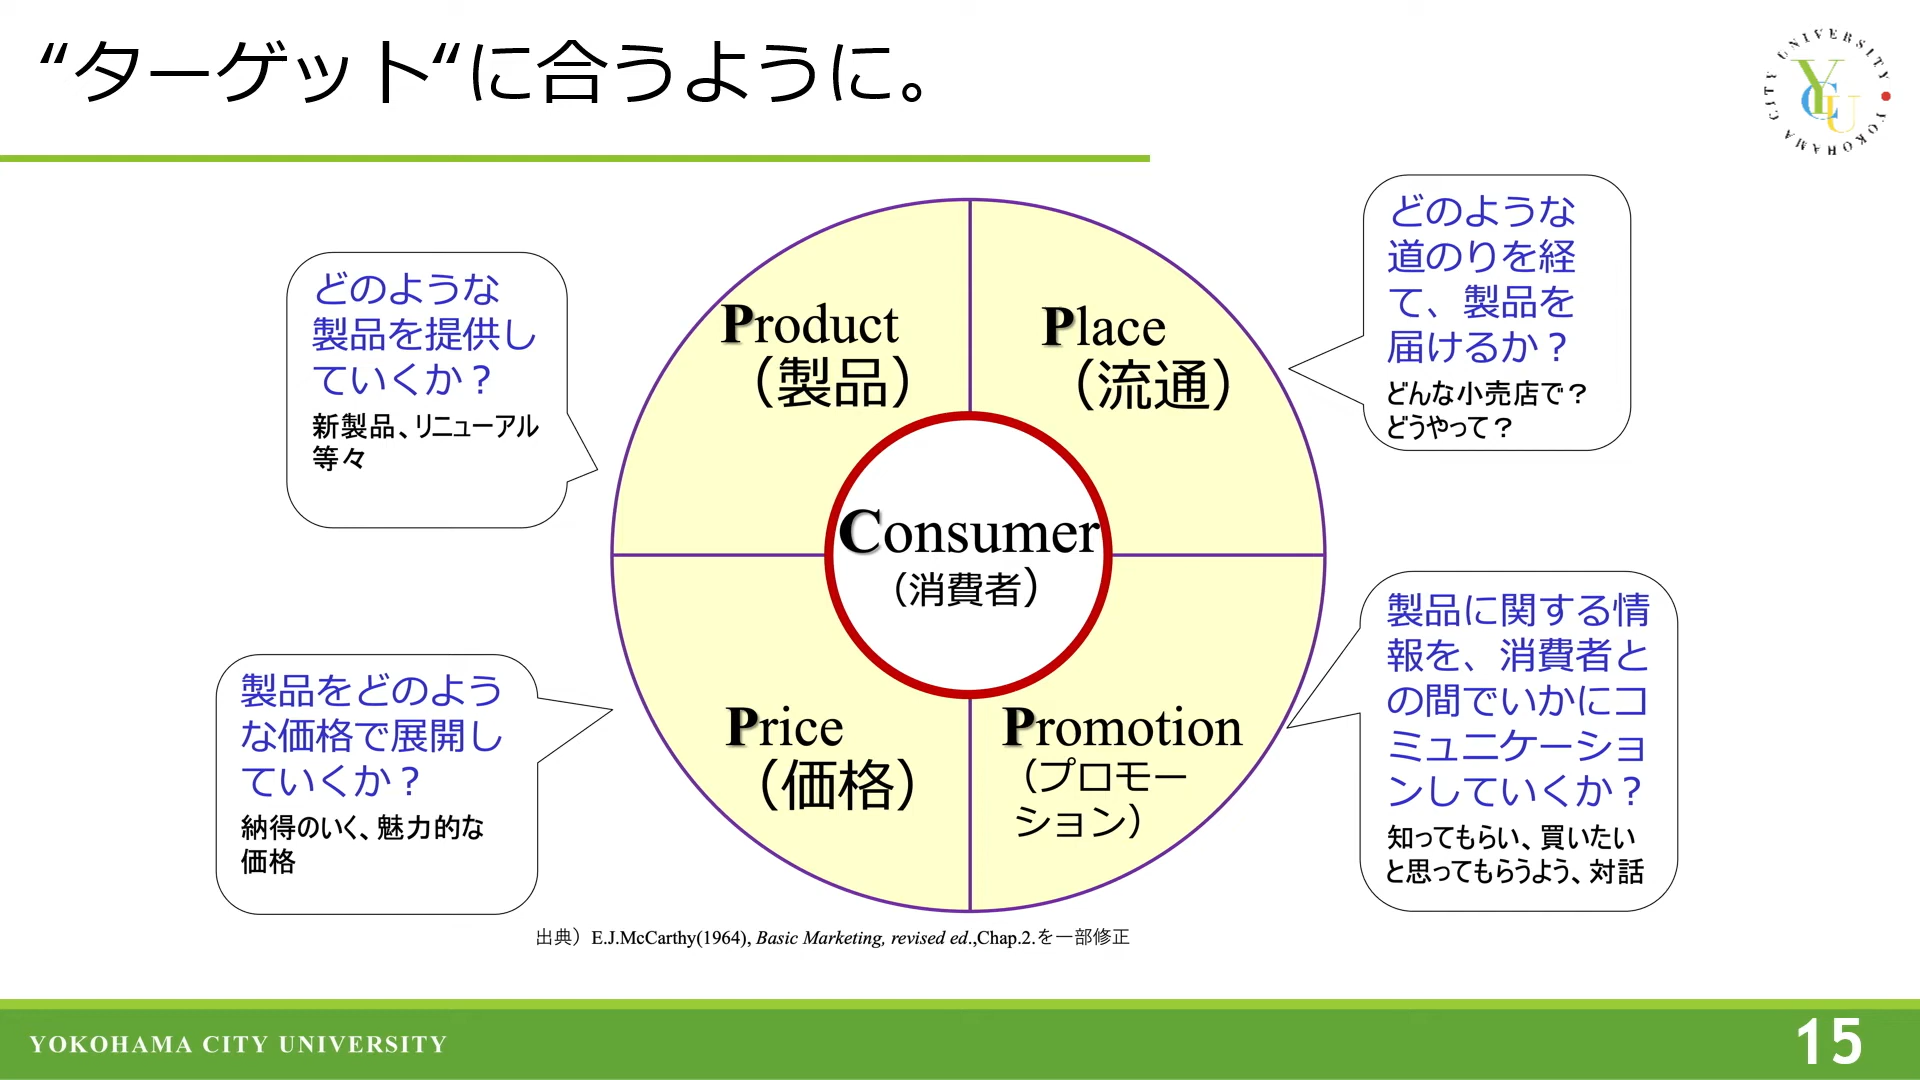 “ターゲット“に合うように。
UNIVERSITY • YOKOHAMA CITY
YCU
どのような
製品を提供し
ていくか？
新製品、リニューアル
等々
Product
（製品）
Place
（流通）
どのような
道のりを経
て、製品を
届けるか？
どんな小売店で？
どうやって？
Consumer
（消費者）
製品をどのよう
な価格で展開し
ていくか？
納得のいく、魅力的な
価格
Price
（価格）
Promotion
（プロモー
ション）
製品に関する情
報を、消費者と
の間でいかにコ
ミュニケーショ
ンしていくか？
知ってもらい、買いたい
と思ってもらうよう、対話
出典）E.J.McCarthy(1964), Basic Marketing, revised ed.,Chap.2.を一部修正
YOKOHAMA CITY UNIVERSITY
15